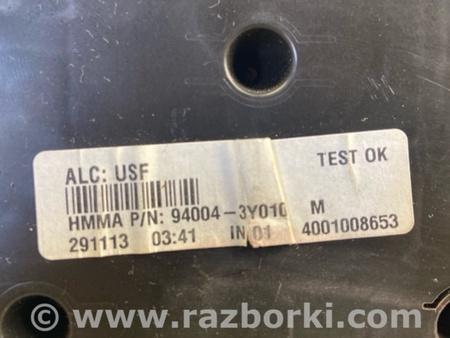 ALC: USF
TEST OK
HMMA P/N: 94004-3Y010 M
291113 03:41 iN 01 4001008653
© www.razborki.com